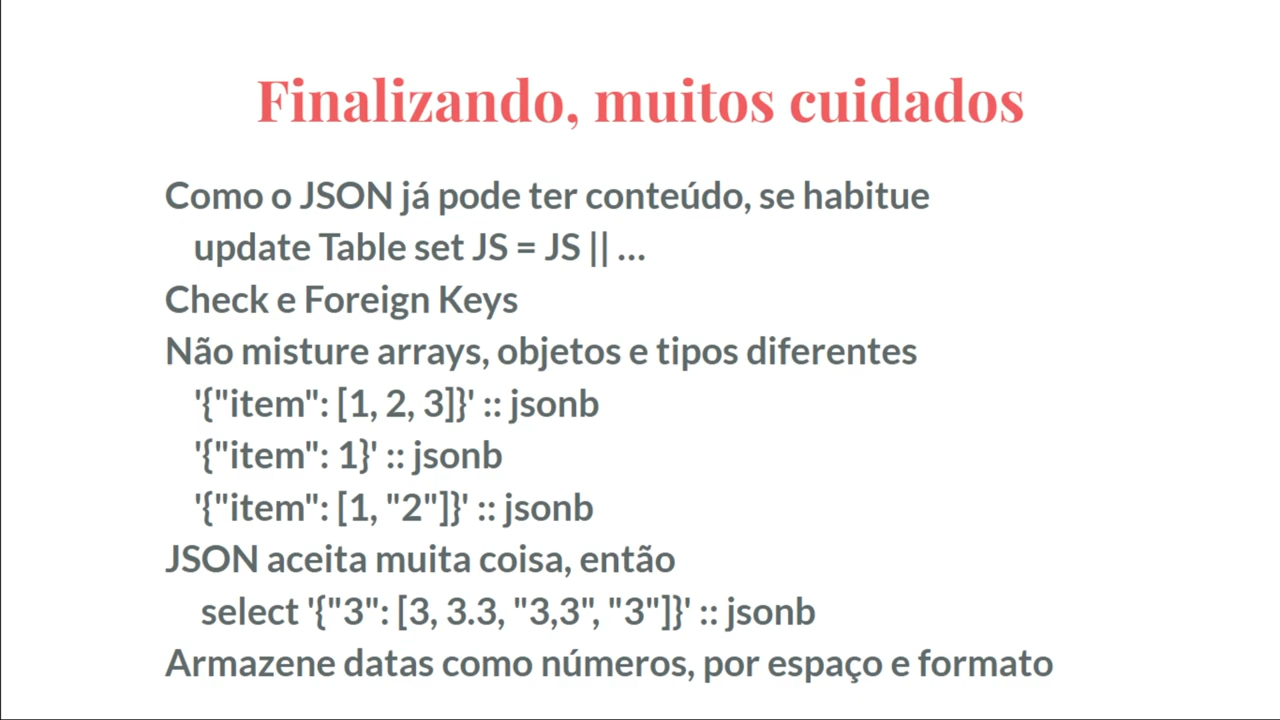 Finalizando, muitos cuidados
Como o JSON já pode ter conteúdo, se habitue
update Table set JS = JS || ...
Check e Foreign Keys
Não misture arrays, objetos e tipos diferentes
'{"item": [1, 2, 3]}' :: jsonb
'{"item": 1}' :: jsonb
'{"item": [1, "2"]}' :: jsonb
JSON aceita muita coisa, então
select '{"3": [3, 3.3, "3,3", "3"]}' :: jsonb
Armazene datas como números, por espaço e formato